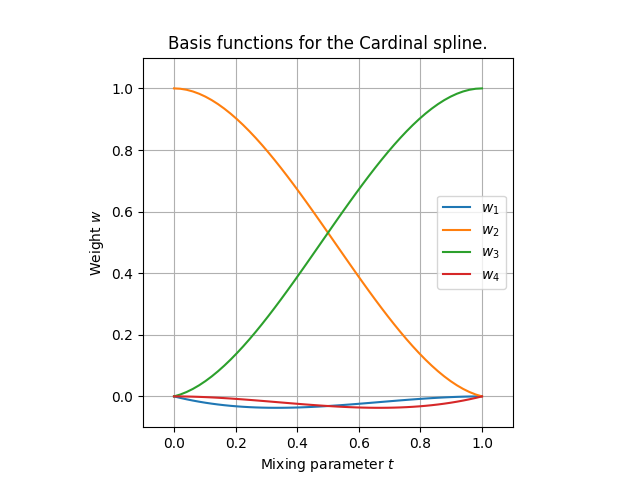 Basis functions for the Cardinal spline.
1.0
0.8
0.6
0.4
0.2
0.0
Weight w
w₁
w₂
w₃
w₄
0.0 0.2 0.4 0.6 0.8 1.0
Mixing parameter t